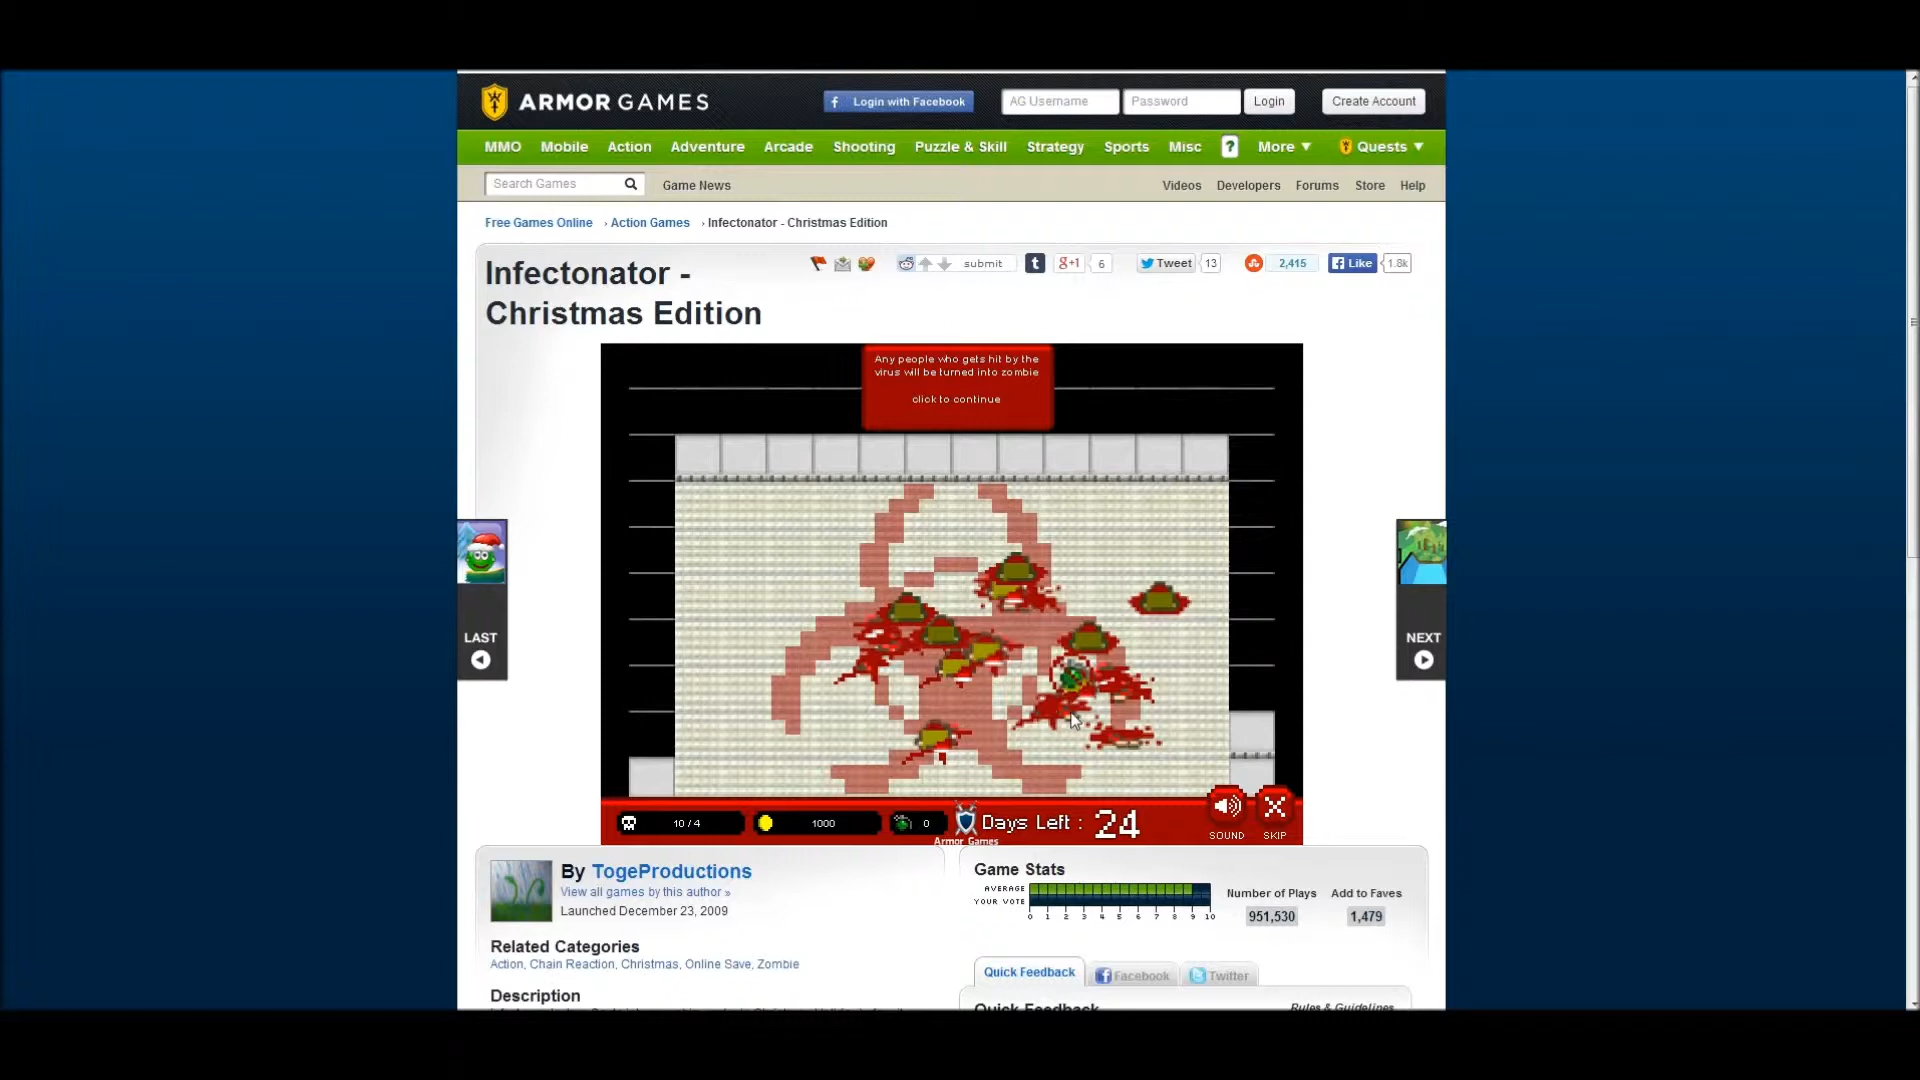 ARMOR GAMES
Login with Facebook
AG Username
Password
Login
Create Account
MMO Mobile Action Adventure Arcade Shooting Puzzle & Skill Strategy Sports Misc ? More Quests
Search Games
Game News
Videos Developers Forums Store Help
Free Games Online › Action Games › Infectonator - Christmas Edition
Infectonator -
Christmas Edition
submit
t
g+1 6
Tweet 13
2,415
Like 1.8k
Any people who gets hit by the
virus will be turned into zombie
click to continue
LAST
NEXT
10 / 4
1000
0
Days Left : 24
Armor Games
SOUND
SKIP
By TogeProductions
View all games by this author »
Launched December 23, 2009
Related Categories
Action, Chain Reaction, Christmas, Online Save, Zombie
Description
Game Stats
AVERAGE
YOUR VOTE
0 1 2 3 4 5 6 7 8 9 10
Number of Plays
951,530
Add to Faves
1,479
Quick Feedback
Facebook
Twitter
Quick Feedback
Rules & Guidelines